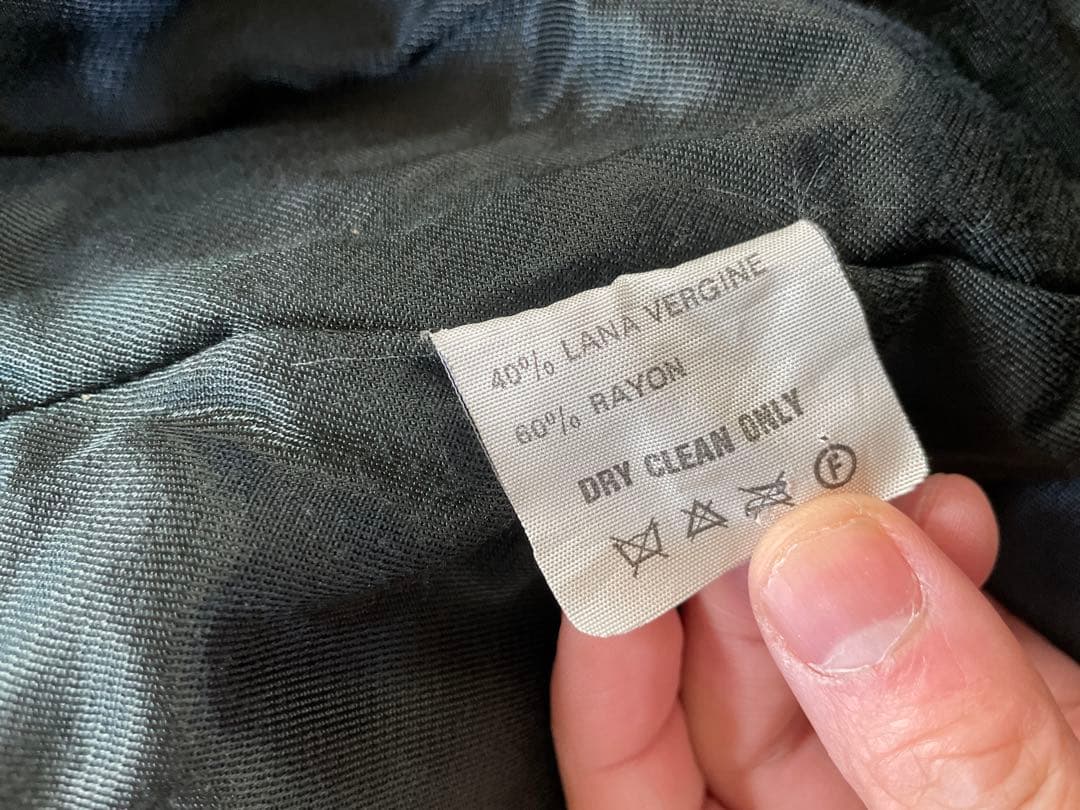 40% LANA VERGINE
60% RAYON
DRY CLEAN ONLY
F